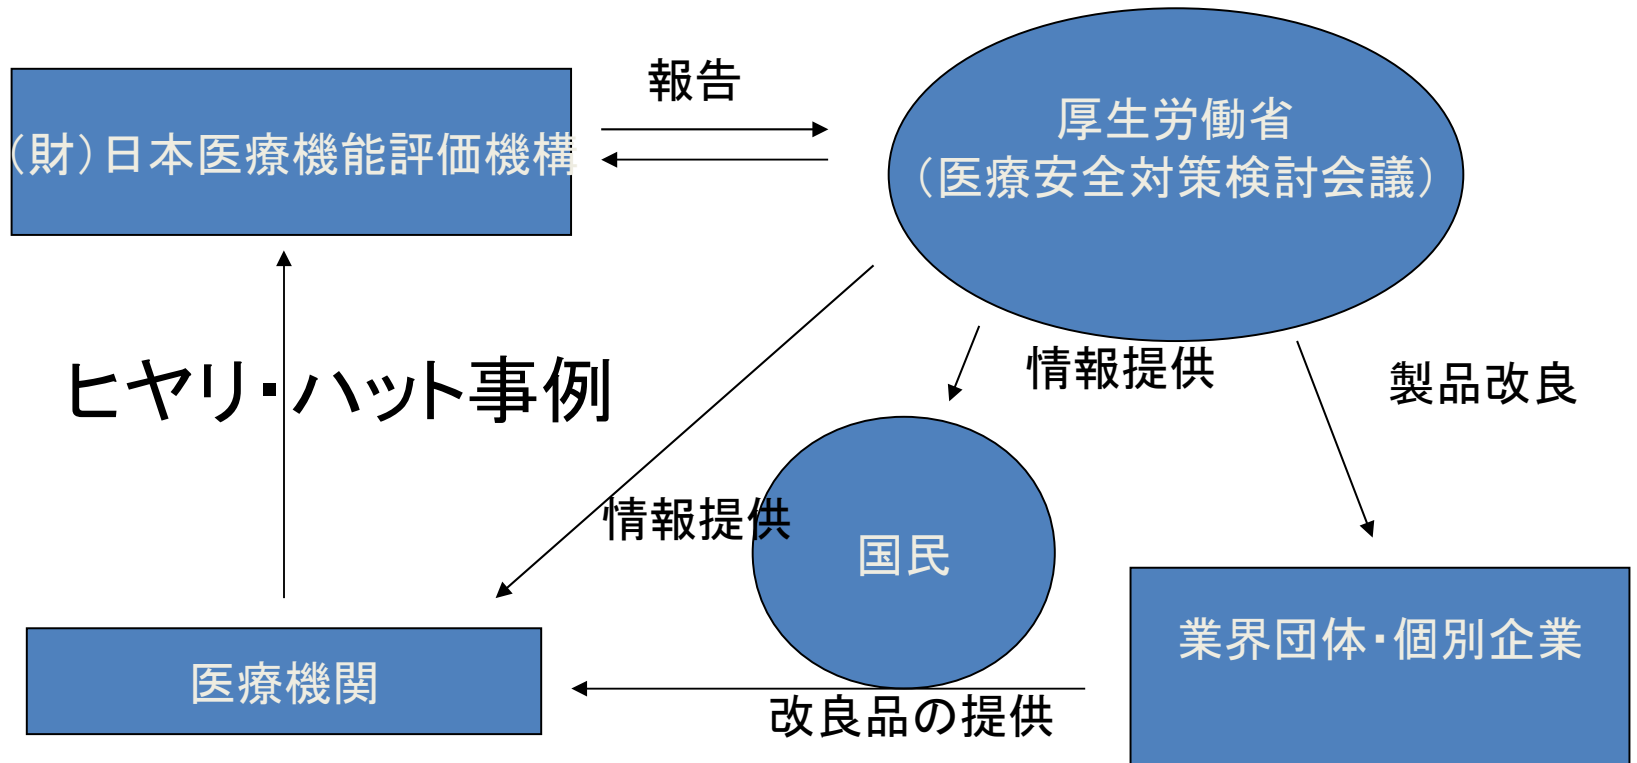 報告
(財)日本医療機能評価機構
厚生労働省
(医療安全対策検討会議)
ヒヤリ・ハット事例
情報提供
製品改良
情報提供
国民
業界団体・個別企業
医療機関
改良品の提供